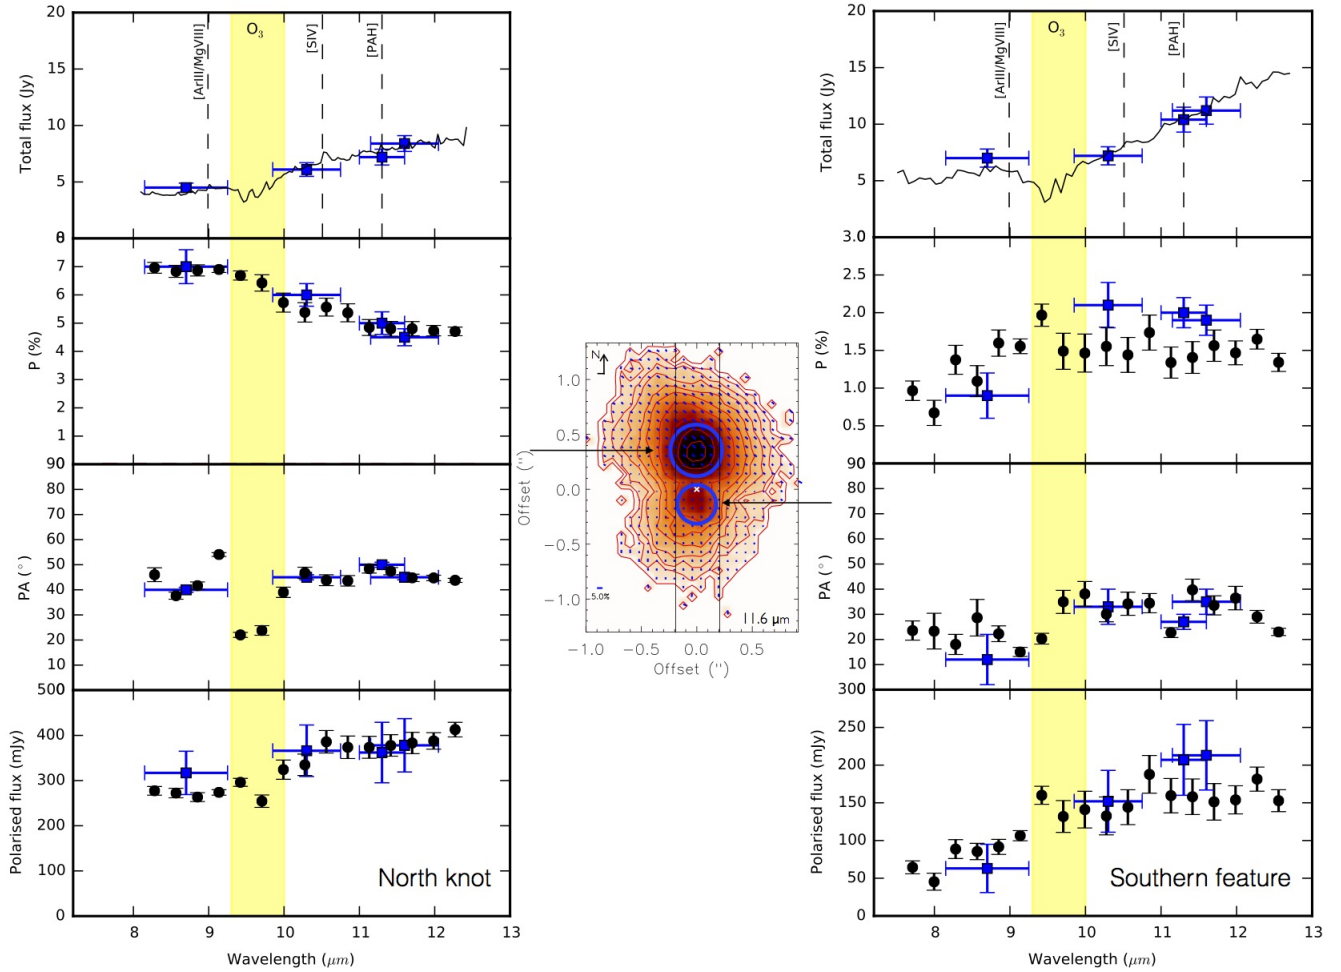 20
15
10
5
0
Total flux (Jy)
[ArIII/MgVIII]
O3
[SIV]
[PAH]
8
7
6
5
4
3
2
1
P (%)
90
80
70
60
50
40
30
20
10
PA (°)
500
400
300
200
100
0
Polarised flux (mJy)
North knot
8 9 10 11 12 13
Wavelength (μm)
N
1.0
0.5
0.0
−0.5
−1.0
Offset (")
5.0%
11.6 μm
−1.0 −0.5 0.0 0.5
Offset (")
20
15
10
5
Total flux (Jy)
[ArIII/MgVIII]
O3
[SIV]
[PAH]
3.0
2.5
2.0
1.5
1.0
0.5
P (%)
90
80
70
60
50
40
30
20
10
PA (°)
300
250
200
150
100
50
0
Polarised flux (mJy)
Southern feature
8 9 10 11 12 13
Wavelength (μm)